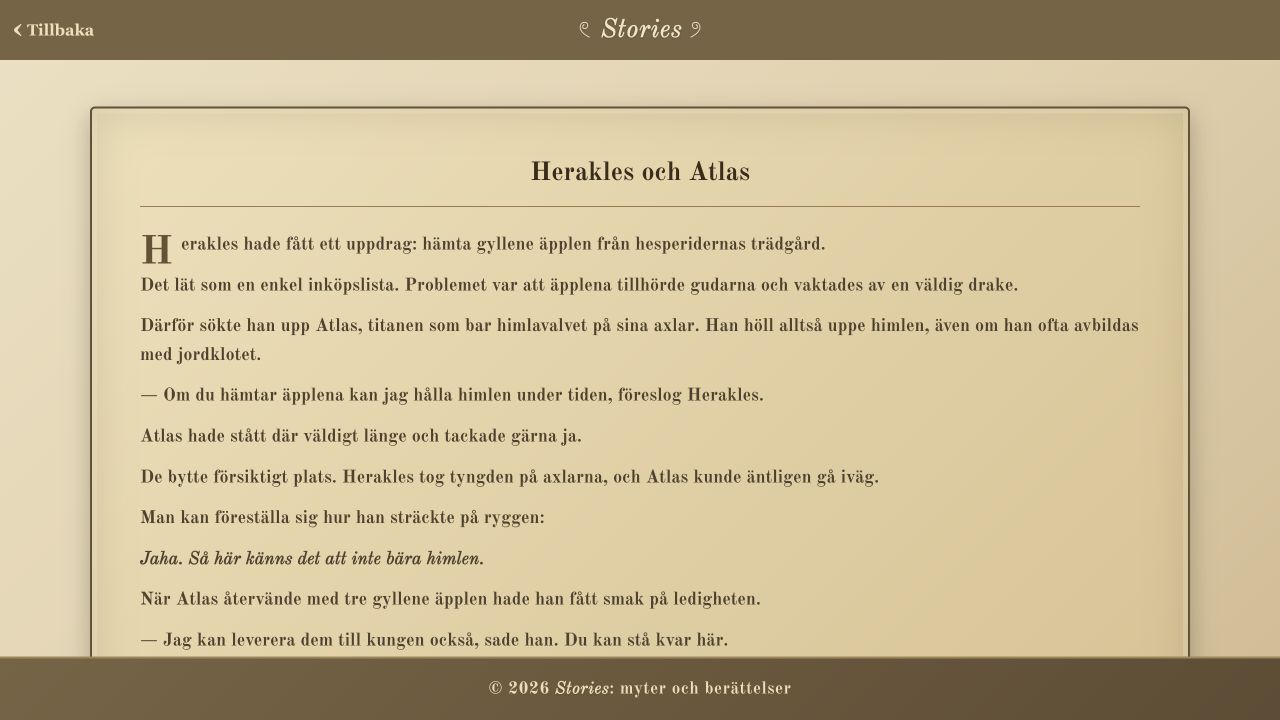 Tillbaka
Stories
Herakles och Atlas
Herakles hade fått ett uppdrag: hämta gyllene äpplen från hesperidernas trädgård.
Det lät som en enkel inköpslista. Problemet var att äpplena tillhörde gudarna och vaktades av en väldig drake.
Därför sökte han upp Atlas, titanen som bar himlavalvet på sina axlar. Han höll alltså uppe himlen, även om han ofta avbildas
med jordklotet.
— Om du hämtar äpplena kan jag hålla himlen under tiden, föreslog Herakles.
Atlas hade stått där väldigt länge och tackade gärna ja.
De bytte försiktigt plats. Herakles tog tyngden på axlarna, och Atlas kunde äntligen gå iväg.
Man kan föreställa sig hur han sträckte på ryggen:
Jaha. Så här känns det att inte bära himlen.
När Atlas återvände med tre gyllene äpplen hade han fått smak på ledigheten.
— Jag kan leverera dem till kungen också, sade han. Du kan stå kvar här.
© 2026 Stories: myter och berättelser